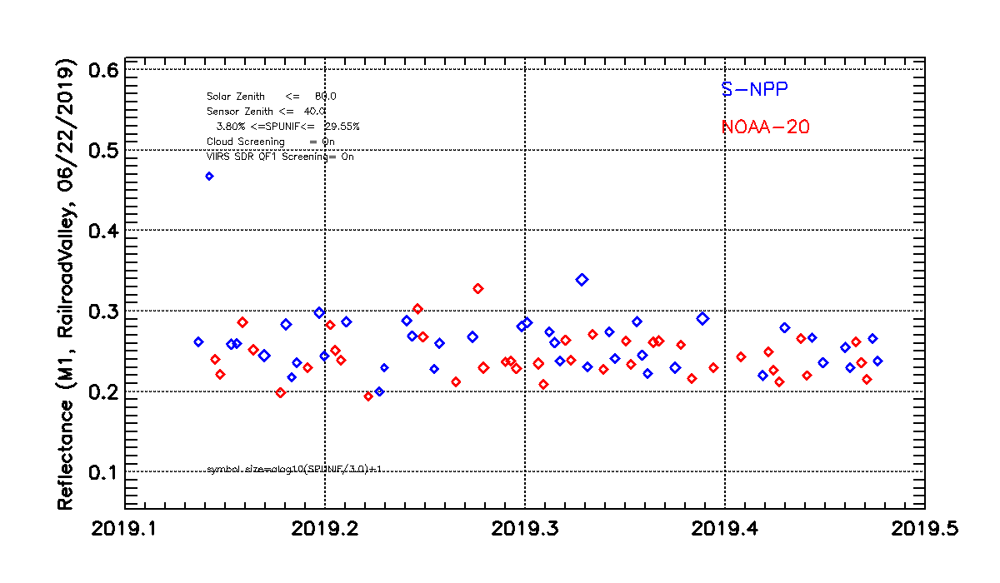 0.6
0.5
0.4
0.3
0.2
0.1
Reflectance (M1, RailroadValley, 06/22/2019)
Solar Zenith <= 80.0
Sensor Zenith <= 40.0
3.80% <=SPUNIF<= 29.55%
Cloud Screening = On
VIIRS SDR QF1 Screening= On
S-NPP
NOAA-20
symbol size=alog10(SPUNIF/3.0)+1
2019.1
2019.2
2019.3
2019.4
2019.5